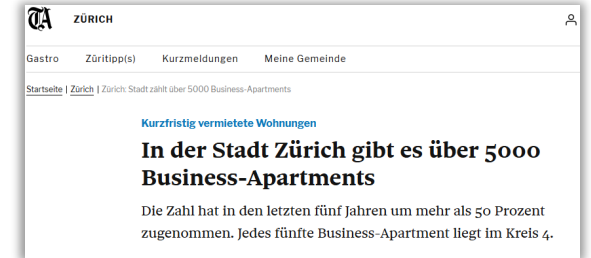 TA ZÜRICH
Gastro Züritipp(s) Kurzmeldungen Meine Gemeinde
Startseite | Zürich | Zürich: Stadt zählt über 5000 Business-Apartments
Kurzfristig vermietete Wohnungen
In der Stadt Zürich gibt es über 5000
Business-Apartments
Die Zahl hat in den letzten fünf Jahren um mehr als 50 Prozent
zugenommen. Jedes fünfte Business-Apartment liegt im Kreis 4.